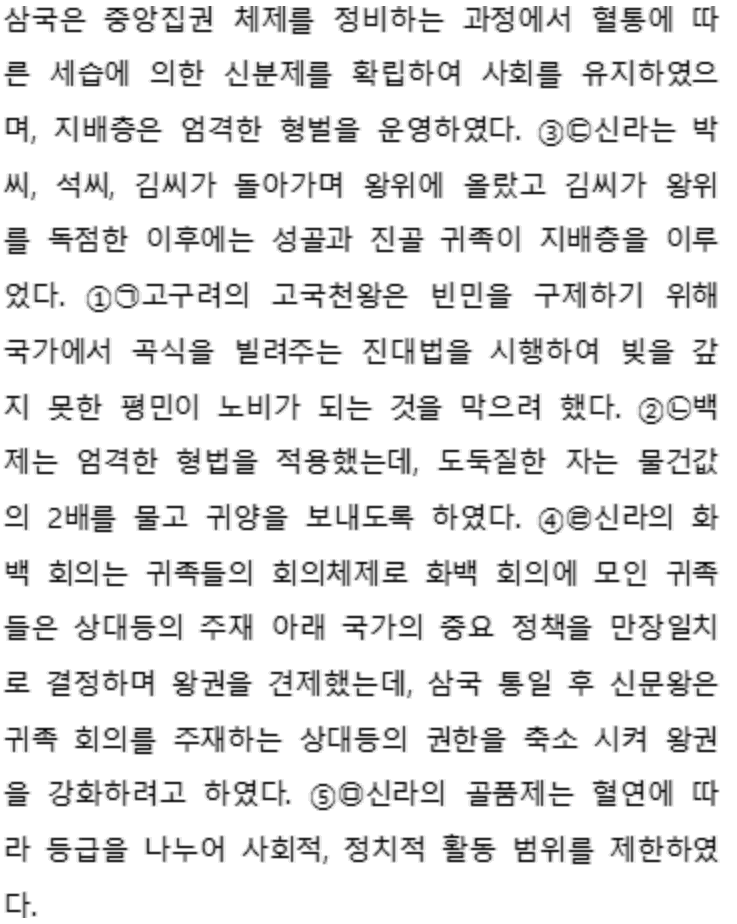 삼국은 중앙집권 체제를 정비하는 과정에서 혈통에 따
른 세습에 의한 신분제를 확립하여 사회를 유지하였으
며, 지배층은 엄격한 형벌을 운영하였다. ③㉢신라는 박
씨, 석씨, 김씨가 돌아가며 왕위에 올랐고 김씨가 왕위
를 독점한 이후에는 성골과 진골 귀족이 지배층을 이루
었다. ①㉠고구려의 고국천왕은 빈민을 구제하기 위해
국가에서 곡식을 빌려주는 진대법을 시행하여 빚을 갚
지 못한 평민이 노비가 되는 것을 막으려 했다. ②㉡백
제는 엄격한 형법을 적용했는데, 도둑질한 자는 물건값
의 2배를 물고 귀양을 보내도록 하였다. ④㉣신라의 화
백 회의는 귀족들의 회의체제로 화백 회의에 모인 귀족
들은 상대등의 주재 아래 국가의 중요 정책을 만장일치
로 결정하며 왕권을 견제했는데, 삼국 통일 후 신문왕은
귀족 회의를 주재하는 상대등의 권한을 축소 시켜 왕권
을 강화하려고 하였다. ⑤㉤신라의 골품제는 혈연에 따
라 등급을 나누어 사회적, 정치적 활동 범위를 제한하였
다.